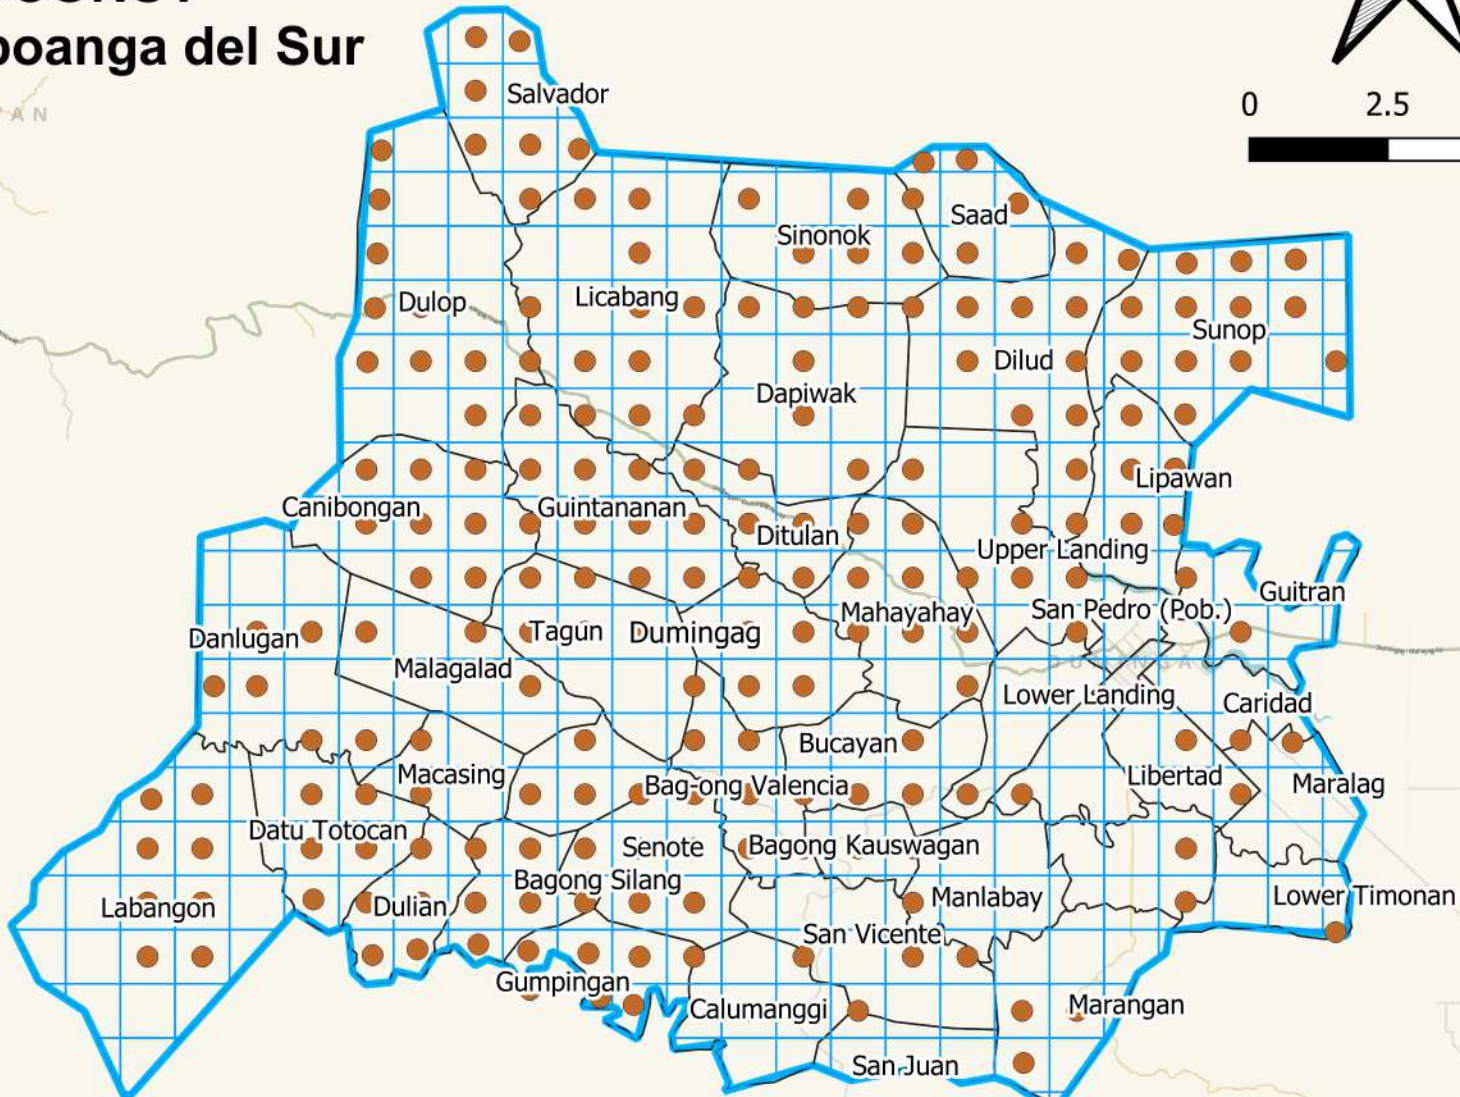 boanga del Sur
0 2.5
Salvador
Saad
Sinonok
Dulop
Licabang
Sunop
Dilud
Dapiwak
Lipawan
Canibongan
Guintananan
Ditulan
Upper Landing
Guitran
San Pedro (Pob.)
Mahayahay
Danlugan
Tagun
Dumingag
Malagalad
Lower Landing
Caridad
Bucayan
Macasing
Libertad
Bag-ong Valencia
Maralag
Datu Totocan
Senote
Bagong Kauswagan
Bagong Silang
Labangon
Dulian
Manlabay
Lower Timonan
San Vicente
Gumpingan
Calumanggi
Marangan
San Juan